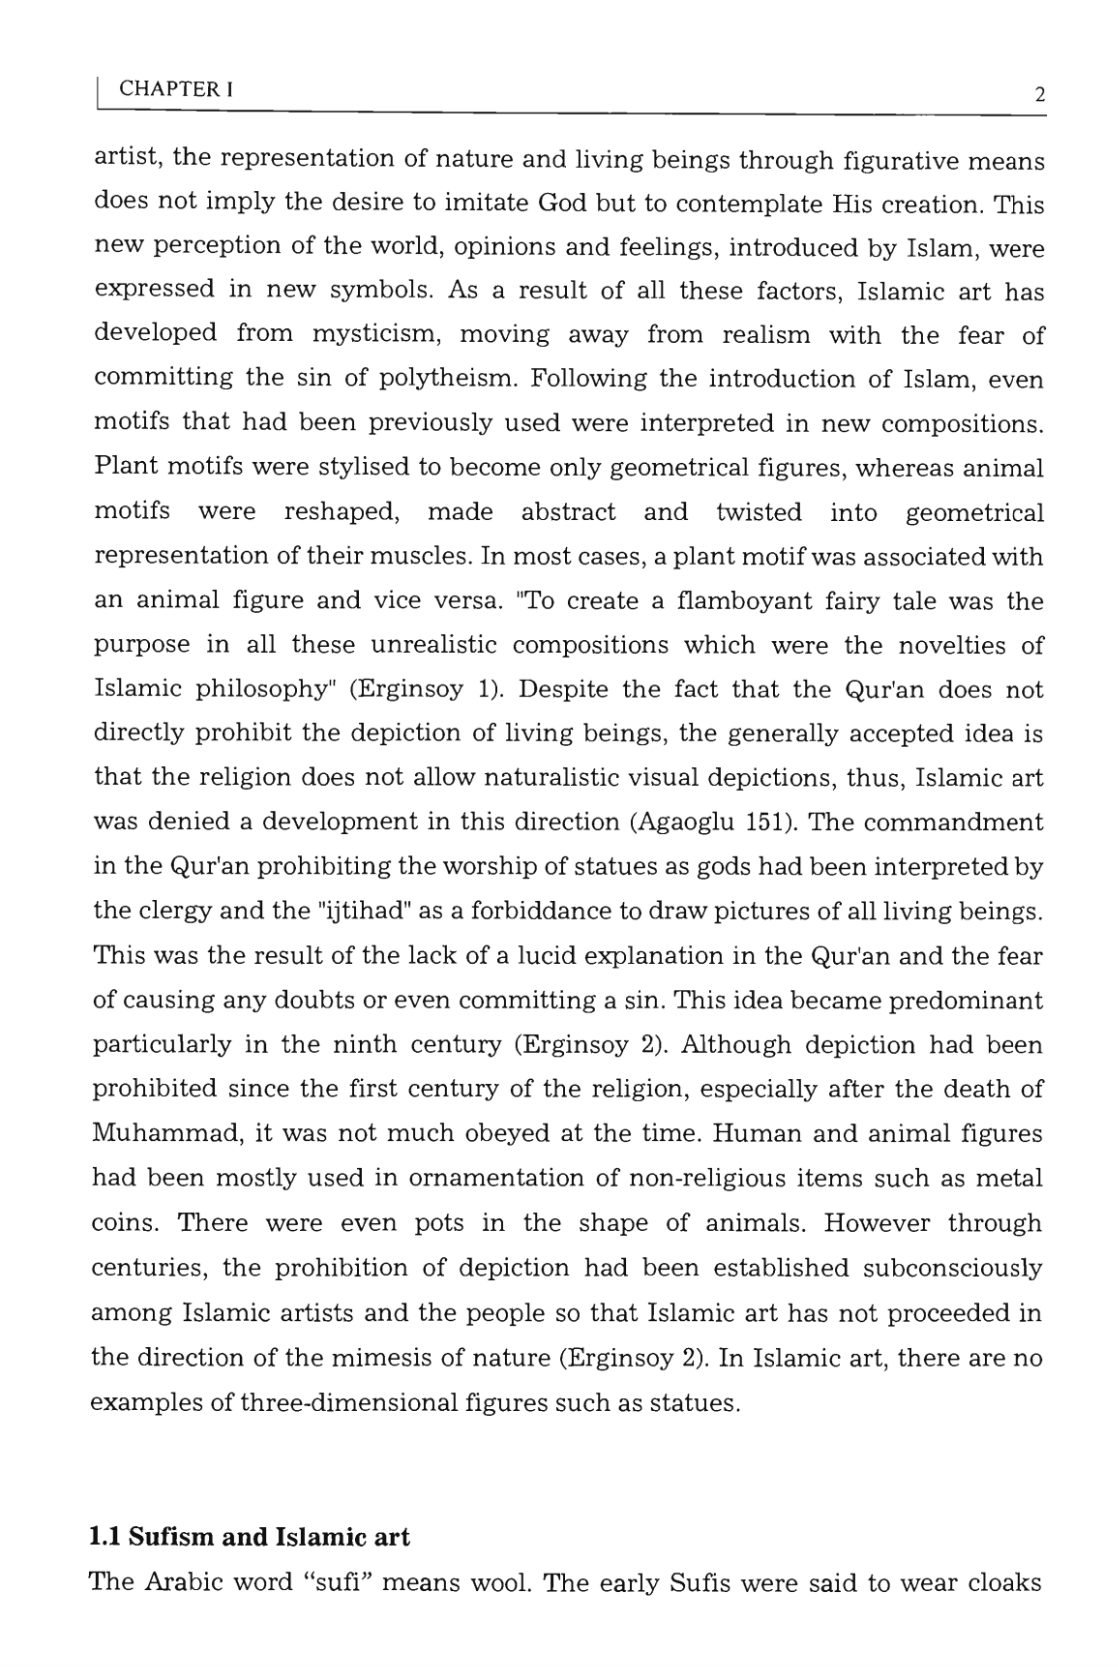 CHAPTER I
2
artist, the representation of nature and living beings through figurative means
does not imply the desire to imitate God but to contemplate His creation. This
new perception of the world, opinions and feelings, introduced by Islam, were
expressed in new symbols. As a result of all these factors, Islamic art has
developed from mysticism, moving away from realism with the fear of
committing the sin of polytheism. Following the introduction of Islam, even
motifs that had been previously used were interpreted in new compositions.
Plant motifs were stylised to become only geometrical figures, whereas animal
motifs were reshaped, made abstract and twisted into geometrical
representation of their muscles. In most cases, a plant motif was associated with
an animal figure and vice versa. "To create a flamboyant fairy tale was the
purpose in all these unrealistic compositions which were the novelties of
Islamic philosophy" (Erginsoy 1). Despite the fact that the Qur'an does not
directly prohibit the depiction of living beings, the generally accepted idea is
that the religion does not allow naturalistic visual depictions, thus, Islamic art
was denied a development in this direction (Agaoglu 151). The commandment
in the Qur'an prohibiting the worship of statues as gods had been interpreted by
the clergy and the "ijtihad" as a forbiddance to draw pictures of all living beings.
This was the result of the lack of a lucid explanation in the Qur'an and the fear
of causing any doubts or even committing a sin. This idea became predominant
particularly in the ninth century (Erginsoy 2). Although depiction had been
prohibited since the first century of the religion, especially after the death of
Muhammad, it was not much obeyed at the time. Human and animal figures
had been mostly used in ornamentation of non-religious items such as metal
coins. There were even pots in the shape of animals. However through
centuries, the prohibition of depiction had been established subconsciously
among Islamic artists and the people so that Islamic art has not proceeded in
the direction of the mimesis of nature (Erginsoy 2). In Islamic art, there are no
examples of three-dimensional figures such as statues.
1.1 Sufism and Islamic art
The Arabic word “sufi” means wool. The early Sufis were said to wear cloaks